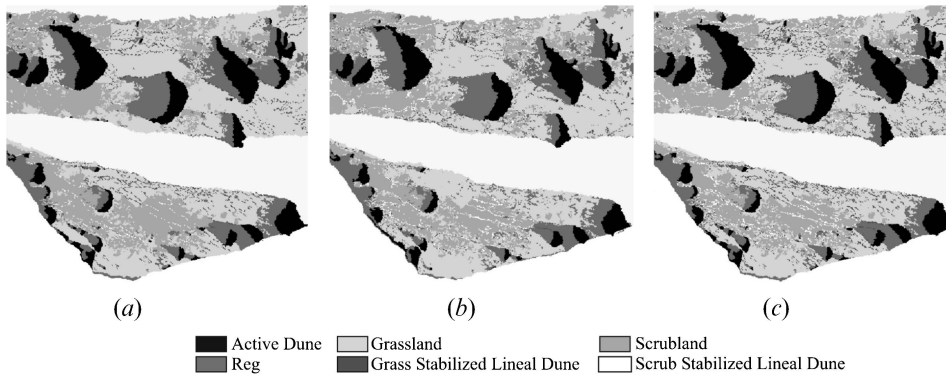 (a) (b) (c)
Active Dune Grassland Scrubland
Reg Grass Stabilized Lineal Dune Scrub Stabilized Lineal Dune